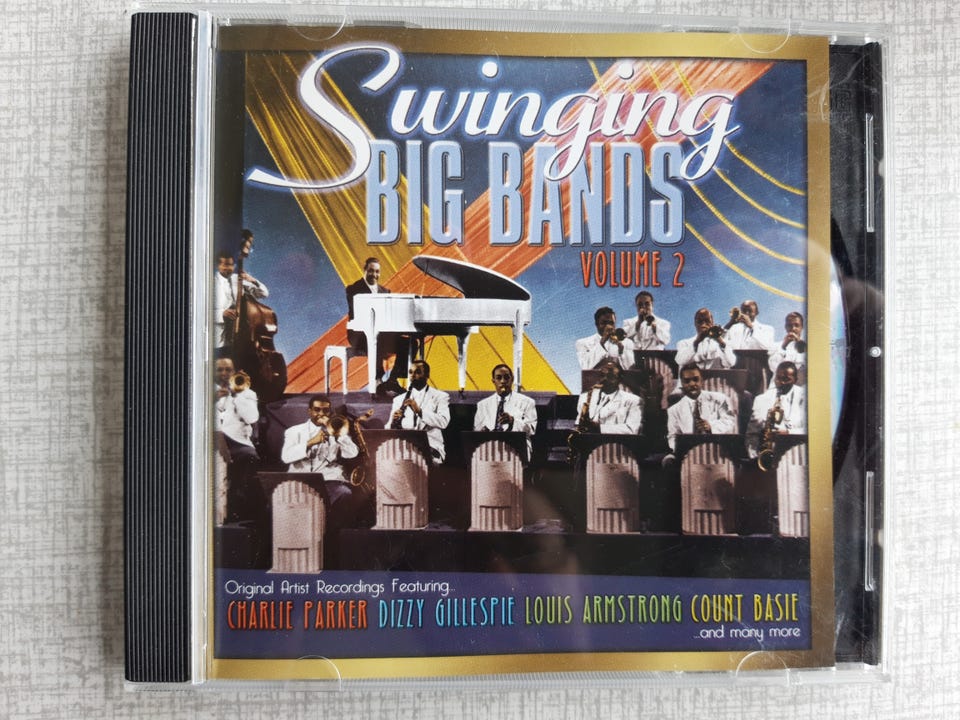 Swinging
BIG BANDS
VOLUME 2
Original Artist Recordings Featuring...
CHARLIE PARKER DIZZY GILLESPIE LOUIS ARMSTRONG COUNT BASIE
...and many more